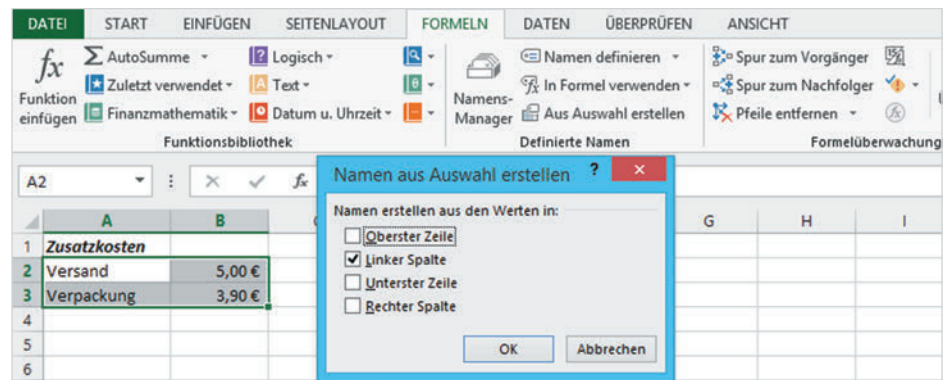 DATEI START EINFÜGEN SEITENLAYOUT FORMELN DATEN ÜBERPRÜFEN ANSICHT
fx Funktion einfügen
AutoSumme
Zuletzt verwendet
Finanzmathematik
Logisch
Text
Datum u. Uhrzeit
Funktionsbibliothek
Namens-
Manager
Namen definieren
In Formel verwenden
Aus Auswahl erstellen
Definierte Namen
Spur zum Vorgänger
Spur zum Nachfolger
Pfeile entfernen
Formelüberwachung
A2 fx
Namen aus Auswahl erstellen ?
Namen erstellen aus den Werten in:
Oberster Zeile
Linker Spalte
Unterster Zeile
Rechter Spalte
OK Abbrechen
A B G H I
1 Zusatzkosten
2 Versand 5,00 €
3 Verpackung 3,90 €
4
5
6